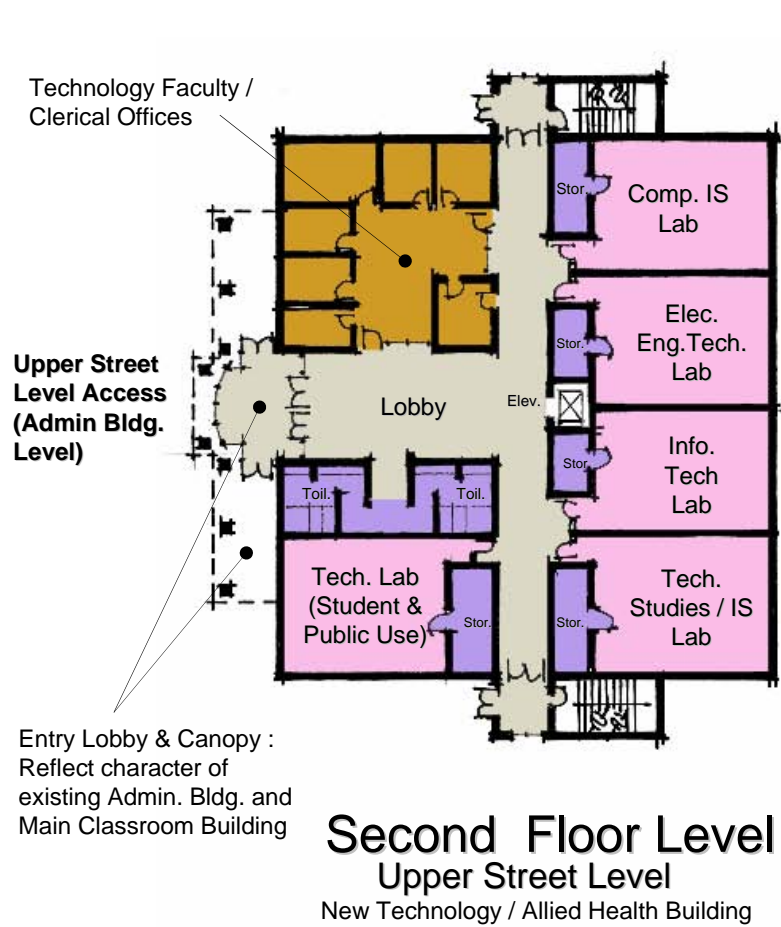 Technology Faculty /
Clerical Offices
Stor.
Comp. IS
Lab
Elec.
Eng.Tech.
Lab
Stor.
Upper Street
Level Access
(Admin Bldg.
Level)
Lobby
Elev.
Info.
Tech
Lab
Stor.
Toil.
Toil.
Tech. Lab
(Student &
Public Use)
Stor.
Stor.
Tech.
Studies / IS
Lab
Entry Lobby & Canopy :
Reflect character of
existing Admin. Bldg. and
Main Classroom Building
Second Floor Level
Upper Street Level
New Technology / Allied Health Building